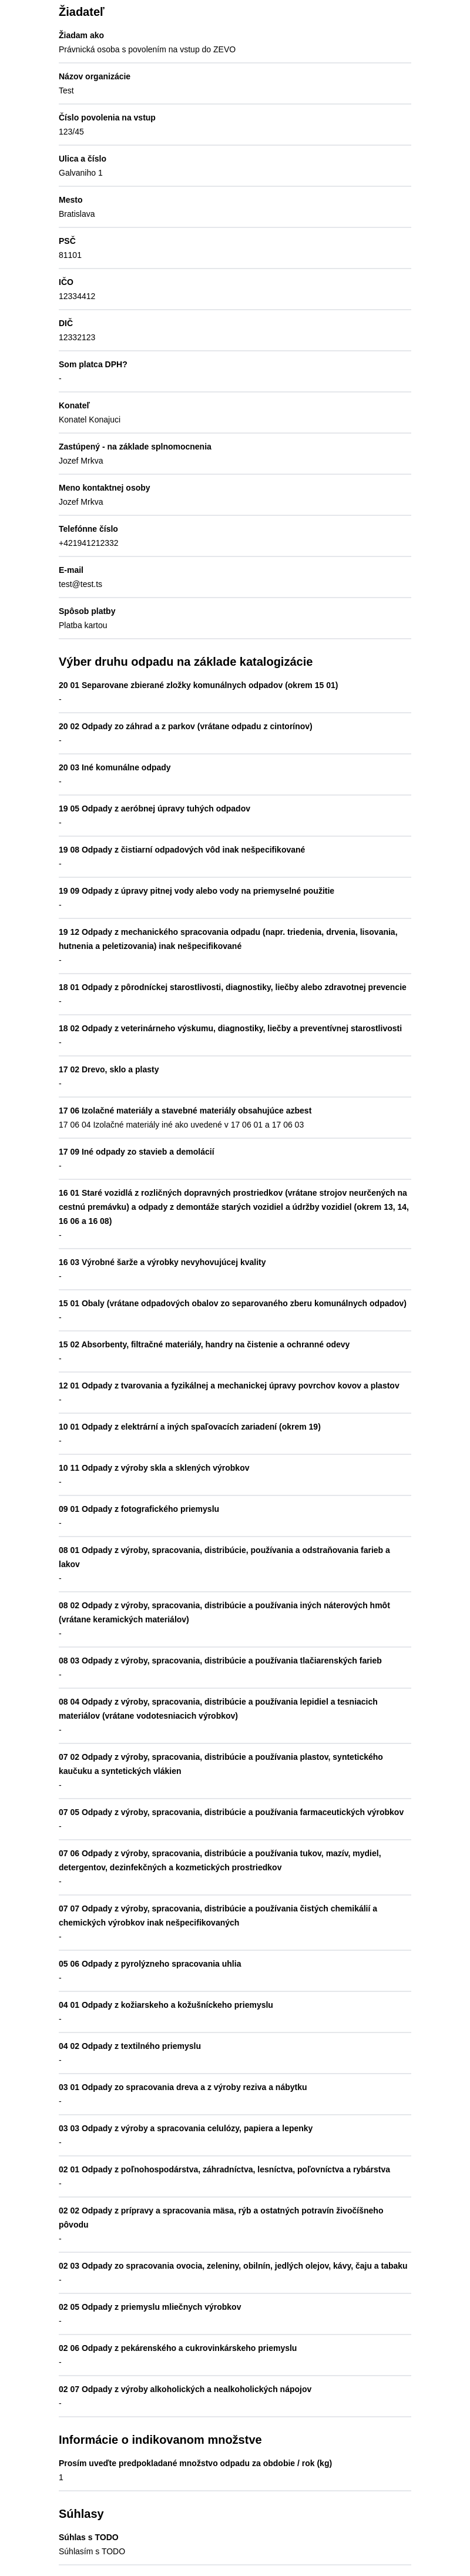 Žiadateľ
Žiadam ako
Právnická osoba s povolením na vstup do ZEVO
Názov organizácie
Test
Číslo povolenia na vstup
123/45
Ulica a číslo
Galvaniho 1
Mesto
Bratislava
PSČ
81101
IČO
12334412
DIČ
12332123
Som platca DPH?
-
Konateľ
Konatel Konajuci
Zastúpený - na základe splnomocnenia
Jozef Mrkva
Meno kontaktnej osoby
Jozef Mrkva
Telefónne číslo
+421941212332
E-mail
test@test.ts
Spôsob platby
Platba kartou
Výber druhu odpadu na základe katalogizácie
20 01 Separovane zbierané zložky komunálnych odpadov (okrem 15 01)
-
20 02 Odpady zo záhrad a z parkov (vrátane odpadu z cintorínov)
-
20 03 Iné komunálne odpady
-
19 05 Odpady z aeróbnej úpravy tuhých odpadov
-
19 08 Odpady z čistiarní odpadových vôd inak nešpecifikované
-
19 09 Odpady z úpravy pitnej vody alebo vody na priemyselné použitie
-
19 12 Odpady z mechanického spracovania odpadu (napr. triedenia, drvenia, lisovania,
hutnenia a peletizovania) inak nešpecifikované
-
18 01 Odpady z pôrodníckej starostlivosti, diagnostiky, liečby alebo zdravotnej prevencie
-
18 02 Odpady z veterinárneho výskumu, diagnostiky, liečby a preventívnej starostlivosti
-
17 02 Drevo, sklo a plasty
-
17 06 Izolačné materiály a stavebné materiály obsahujúce azbest
17 06 04 Izolačné materiály iné ako uvedené v 17 06 01 a 17 06 03
17 09 Iné odpady zo stavieb a demolácií
-
16 01 Staré vozidlá z rozličných dopravných prostriedkov (vrátane strojov neurčených na
cestnú premávku) a odpady z demontáže starých vozidiel a údržby vozidiel (okrem 13, 14,
16 06 a 16 08)
-
16 03 Výrobné šarže a výrobky nevyhovujúcej kvality
-
15 01 Obaly (vrátane odpadových obalov zo separovaného zberu komunálnych odpadov)
-
15 02 Absorbenty, filtračné materiály, handry na čistenie a ochranné odevy
-
12 01 Odpady z tvarovania a fyzikálnej a mechanickej úpravy povrchov kovov a plastov
-
10 01 Odpady z elektrární a iných spaľovacích zariadení (okrem 19)
-
10 11 Odpady z výroby skla a sklených výrobkov
-
09 01 Odpady z fotografického priemyslu
-
08 01 Odpady z výroby, spracovania, distribúcie, používania a odstraňovania farieb a
lakov
-
08 02 Odpady z výroby, spracovania, distribúcie a používania iných náterových hmôt
(vrátane keramických materiálov)
-
08 03 Odpady z výroby, spracovania, distribúcie a používania tlačiarenských farieb
-
08 04 Odpady z výroby, spracovania, distribúcie a používania lepidiel a tesniacich
materiálov (vrátane vodotesniacich výrobkov)
-
07 02 Odpady z výroby, spracovania, distribúcie a používania plastov, syntetického
kaučuku a syntetických vlákien
-
07 05 Odpady z výroby, spracovania, distribúcie a používania farmaceutických výrobkov
-
07 06 Odpady z výroby, spracovania, distribúcie a používania tukov, mazív, mydiel,
detergentov, dezinfekčných a kozmetických prostriedkov
-
07 07 Odpady z výroby, spracovania, distribúcie a používania čistých chemikálií a
chemických výrobkov inak nešpecifikovaných
-
05 06 Odpady z pyrolýzneho spracovania uhlia
-
04 01 Odpady z kožiarskeho a kožušníckeho priemyslu
-
04 02 Odpady z textilného priemyslu
-
03 01 Odpady zo spracovania dreva a z výroby reziva a nábytku
-
03 03 Odpady z výroby a spracovania celulózy, papiera a lepenky
-
02 01 Odpady z poľnohospodárstva, záhradníctva, lesníctva, poľovníctva a rybárstva
-
02 02 Odpady z prípravy a spracovania mäsa, rýb a ostatných potravín živočíšneho
pôvodu
-
02 03 Odpady zo spracovania ovocia, zeleniny, obilnín, jedlých olejov, kávy, čaju a tabaku
-
02 05 Odpady z priemyslu mliečnych výrobkov
-
02 06 Odpady z pekárenského a cukrovinkárskeho priemyslu
-
02 07 Odpady z výroby alkoholických a nealkoholických nápojov
-
Informácie o indikovanom množstve
Prosím uveďte predpokladané množstvo odpadu za obdobie / rok (kg)
1
Súhlasy
Súhlas s TODO
Súhlasím s TODO